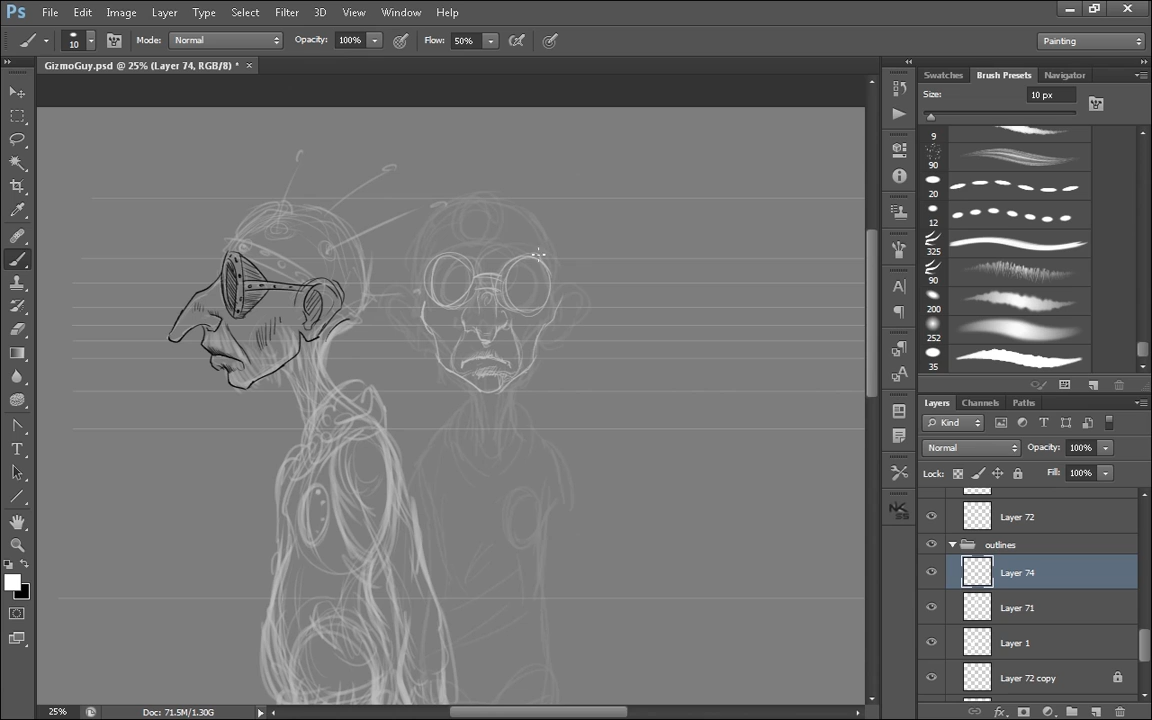 Ps File Edit Image Layer Type Select Filter 3D View Window Help
10 Mode: Normal Opacity: 100% Flow: 50% Painting
GizmoGuy.psd @ 25% (Layer 74, RGB/8) * ×
Swatches Brush Presets Navigator
Size: 10 px
9
90
20
12
325
90
200
252
35
Layers Channels Paths
Kind
Normal Opacity: 100%
Lock: Fill: 100%
Layer 72
outlines
Layer 74
Layer 71
Layer 1
Layer 72 copy
25% Doc: 71.5M/1.30G